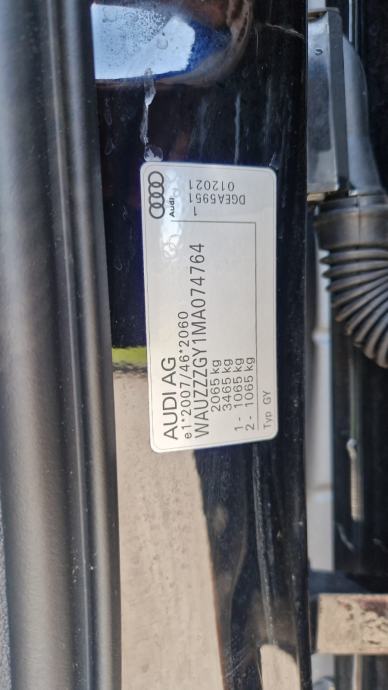 AUDI AG
e1*2007/46*2060
WAUZZZGY1MA074764
2065 kg
3465 kg
1 - 1065 kg
2 - 1065 kg
Typ GY
Audi
1
DGEA5951
012021